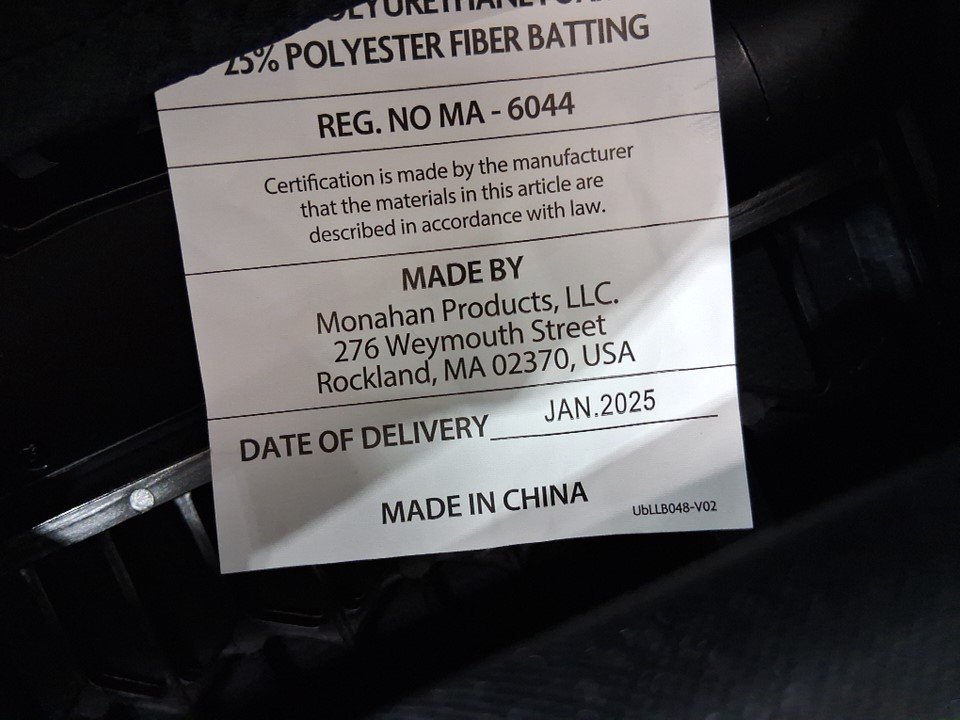 25% POLYESTER FIBER BATTING
REG. NO MA - 6044
Certification is made by the manufacturer
that the materials in this article are
described in accordance with law.
MADE BY
Monahan Products, LLC.
276 Weymouth Street
Rockland, MA 02370, USA
DATE OF DELIVERY JAN.2025
MADE IN CHINA
UbLLB048-V02